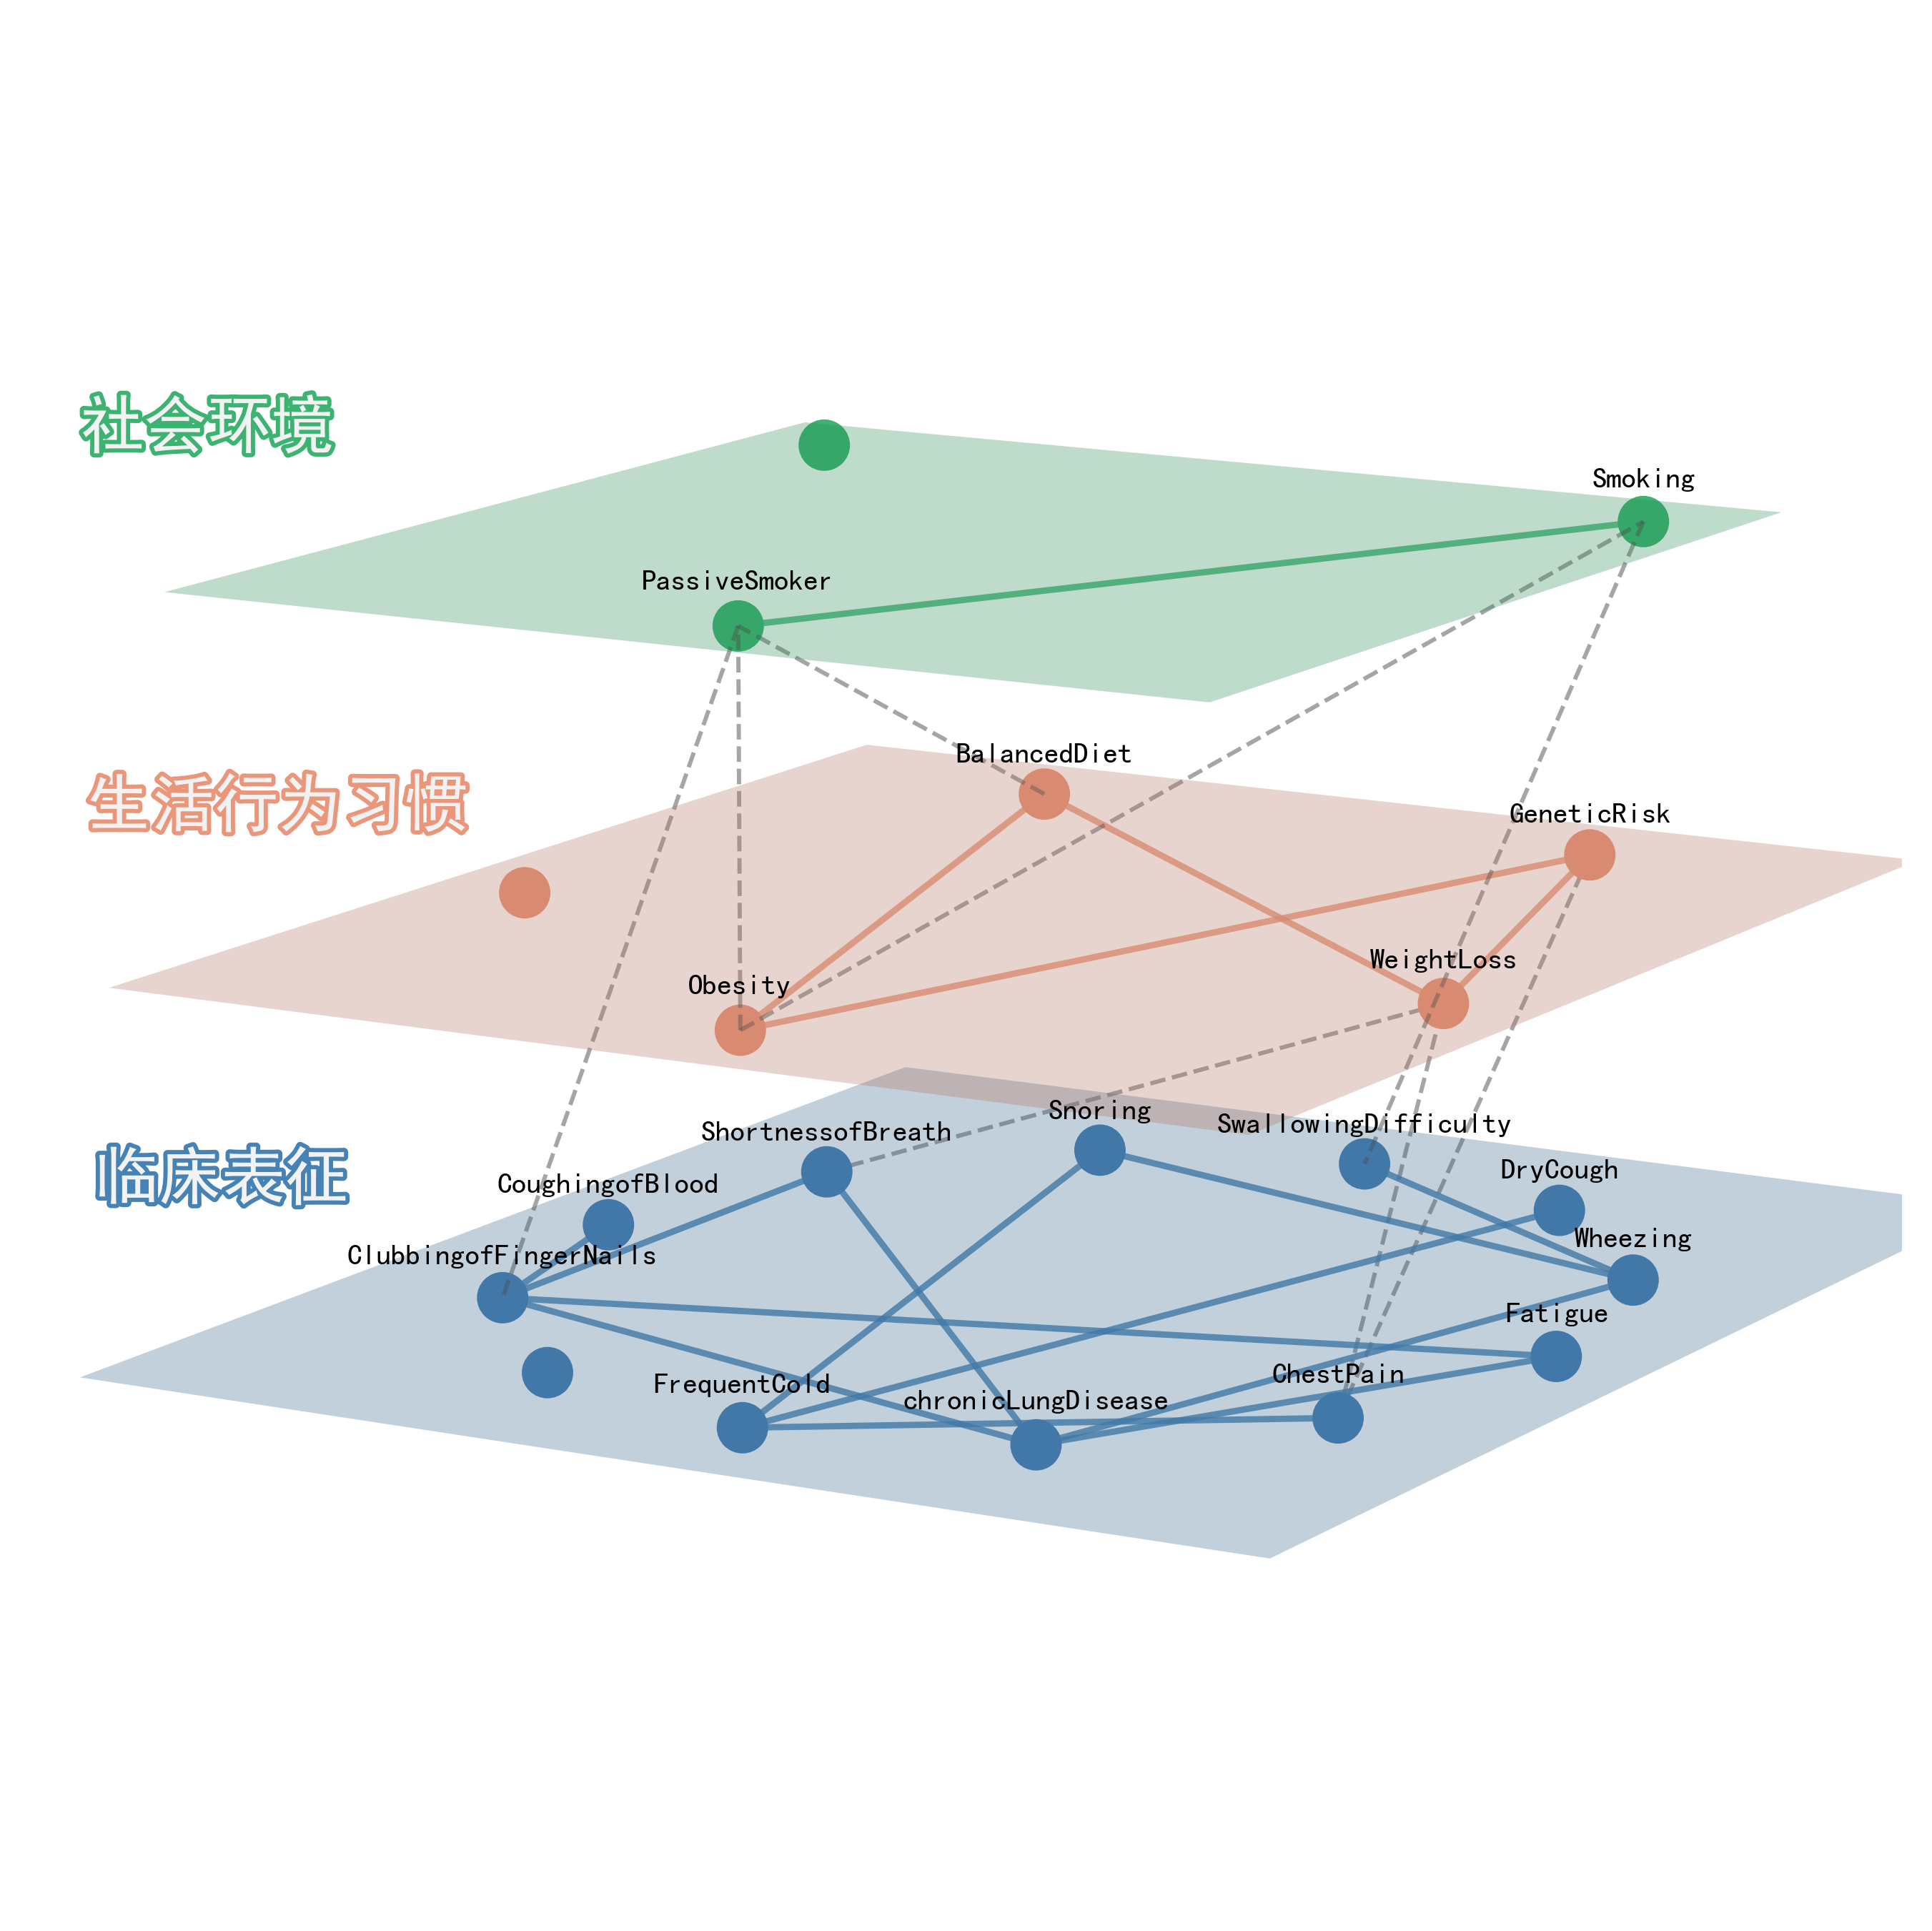 社会环境
Smoking
PassiveSmoker
BalancedDiet
生活行为习惯
GeneticRisk
WeightLoss
Obesity
Snoring
SwallowingDifficulty
ShortnessofBreath
临床表征
DryCough
CoughingofBlood
Wheezing
ClubbingofFingerNails
Fatigue
ChestPain
FrequentCold
chronicLungDisease